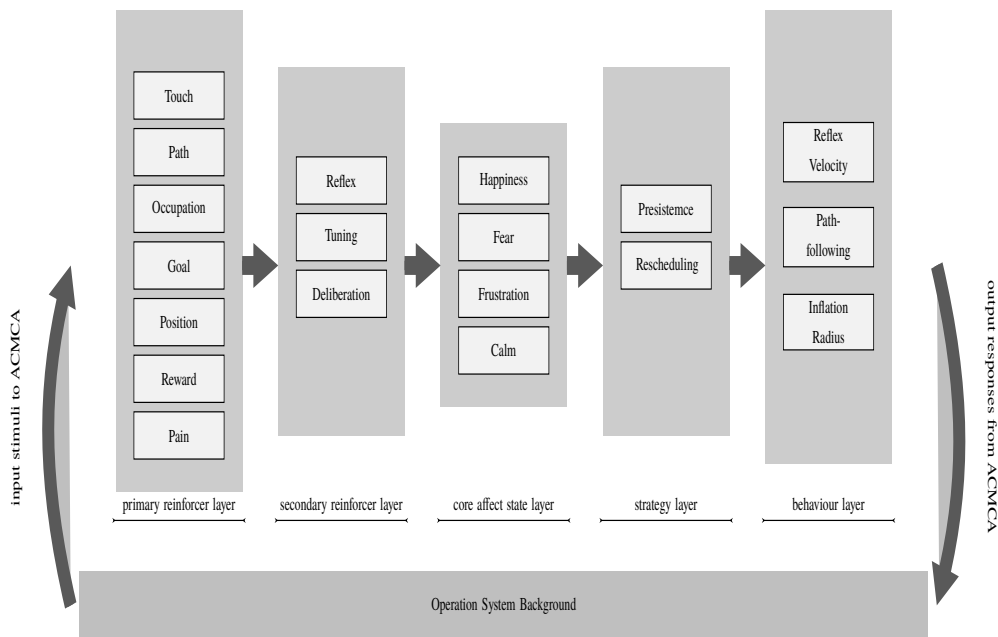 input stimuli to ACMCA
Touch
Path
Occupation
Goal
Position
Reward
Pain
primary reinforcer layer
Reflex
Tuning
Deliberation
secondary reinforcer layer
Happiness
Fear
Frustration
Calm
core affect state layer
Presistemce
Rescheduling
strategy layer
Reflex
Velocity
Path-
following
Inflation
Radius
behaviour layer
output responses from ACMCA
Operation System Background